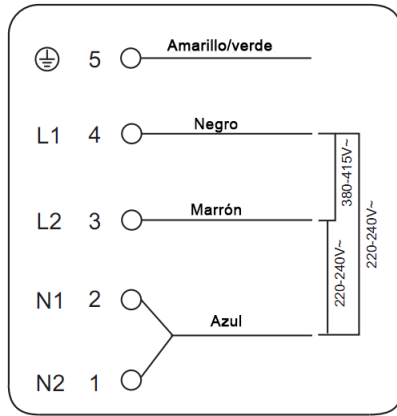 5 Amarillo/verde
L1 4 Negro
380-415V~
220-240V~
L2 3 Marrón
220-240V~
N1 2
Azul
N2 1